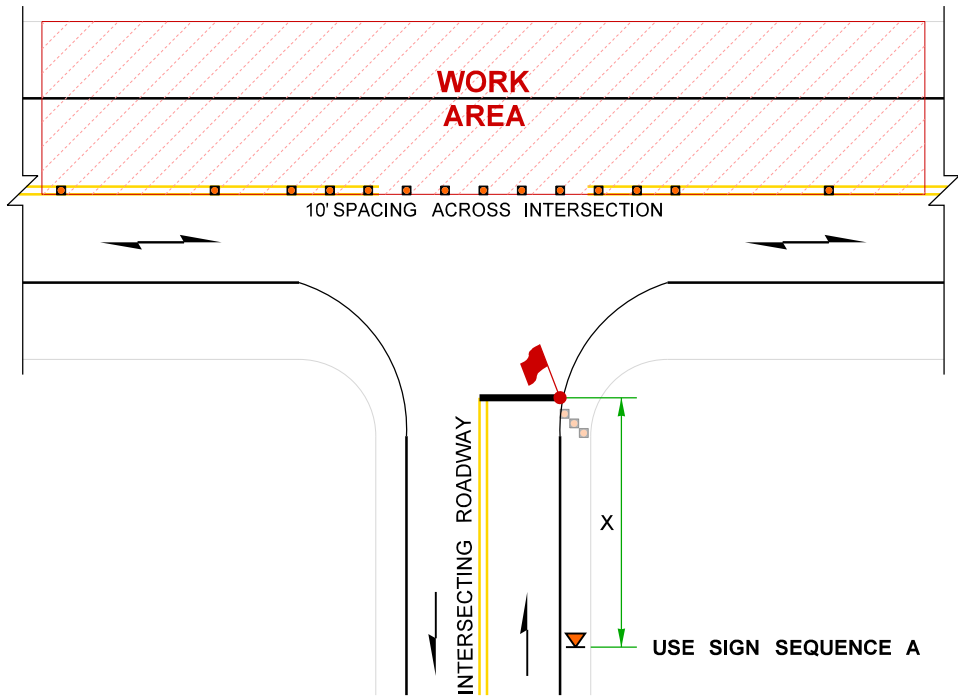 WORK
AREA
10' SPACING ACROSS INTERSECTION
INTERSECTING ROADWAY
X
USE SIGN SEQUENCE A